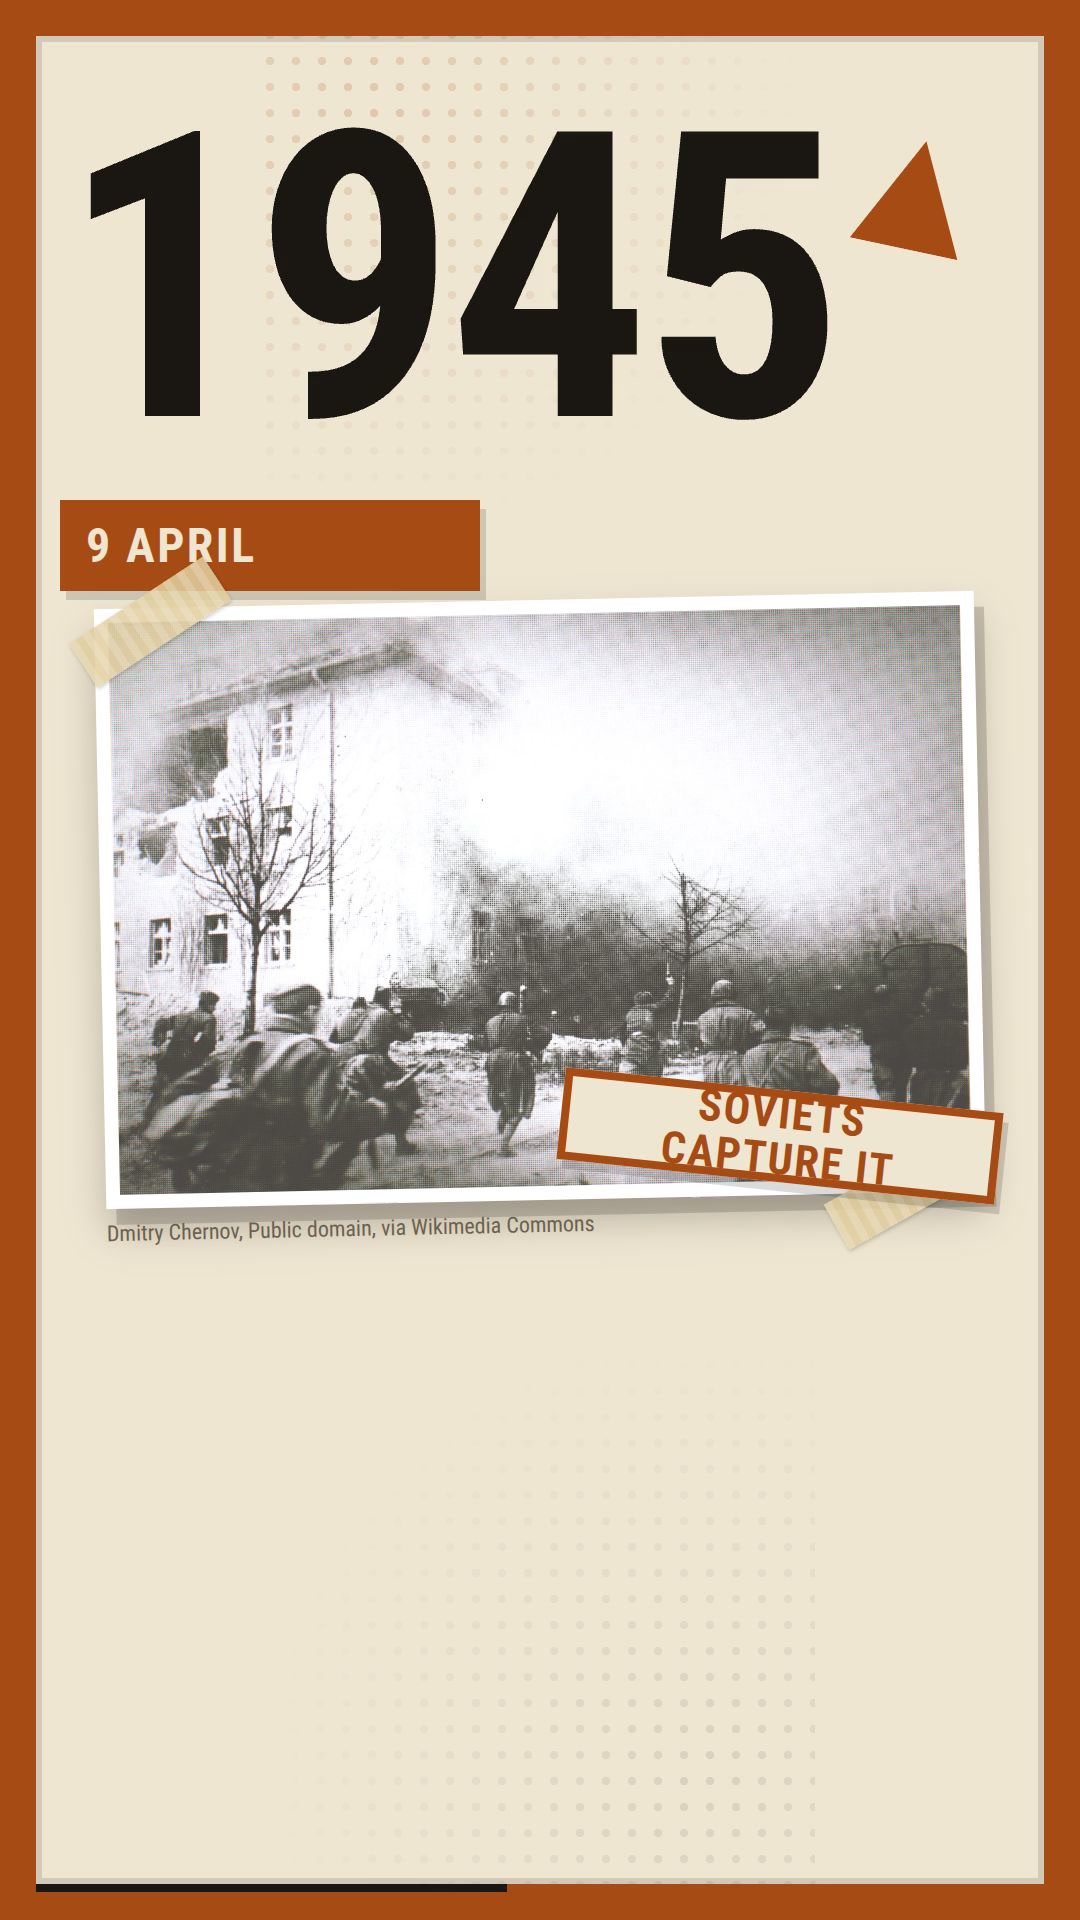 1945
9 APRIL
SOVIETS
CAPTURE IT
Dmitry Chernov, Public domain, via Wikimedia Commons